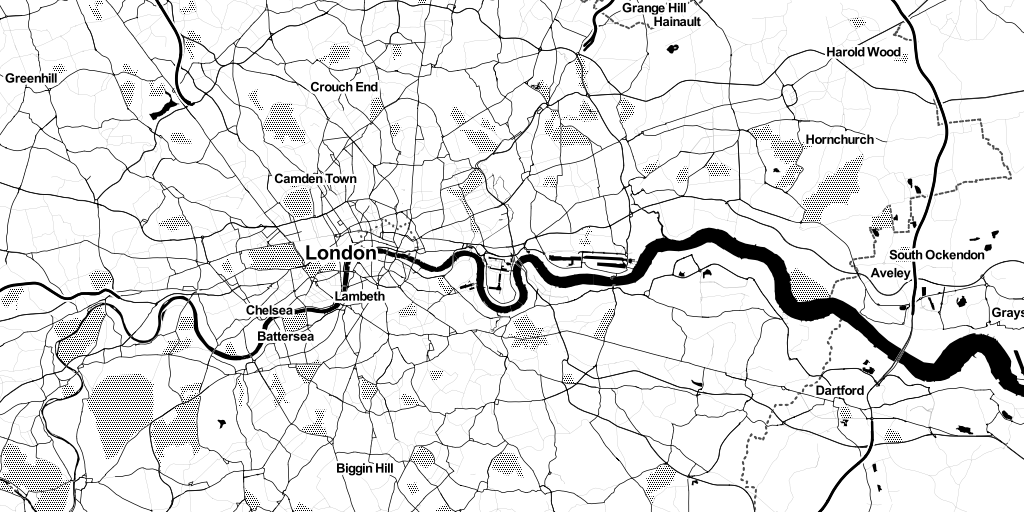 Grange Hill
Hainault
Harold Wood
Greenhill
Crouch End
Hornchurch
Camden Town
London
South Ockendon
Aveley
Lambeth
Chelsea
Grays
Battersea
Dartford
Biggin Hill